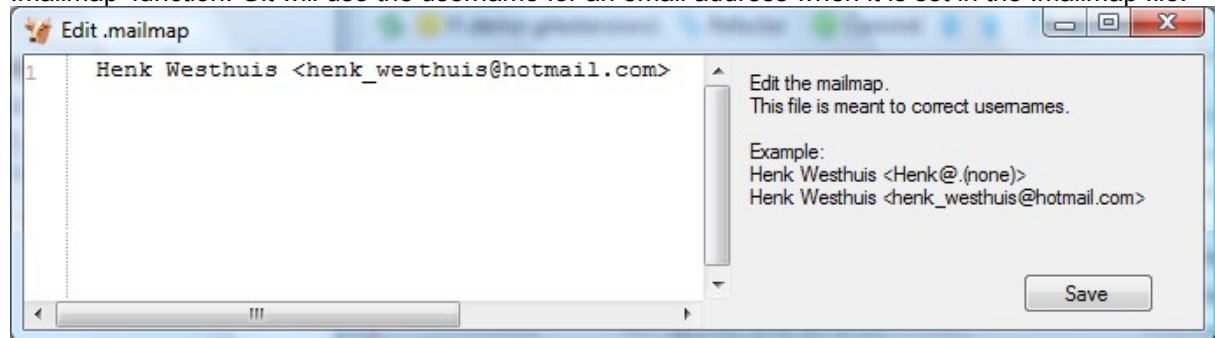 .mailmap" function. Git will use the username for an email address when it is set in the .mailmap file.
Edit .mailmap
1 Henk Westhuis <henk_westhuis@hotmail.com>
Edit the mailmap.
This file is meant to correct usernames.
Example:
Henk Westhuis <Henk@.(none)>
Henk Westhuis <henk_westhuis@hotmail.com>
Save